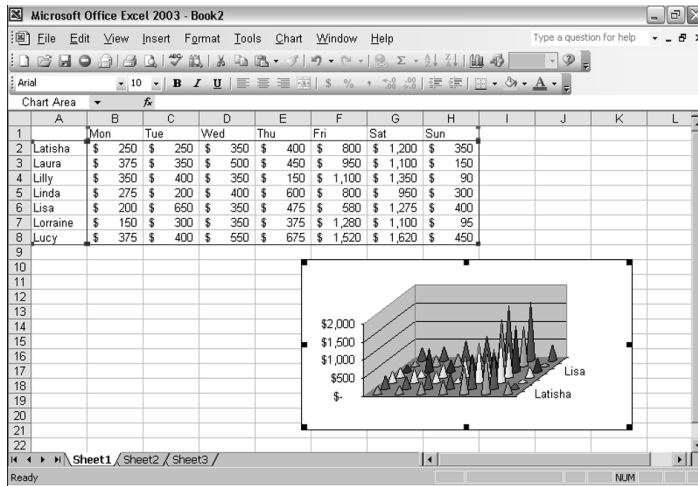 Microsoft Office Excel 2003 - Book2
File Edit View Insert Format Tools Chart Window Help Type a question for help
Arial 10 B I U $ % , A
Chart Area fx
A B C D E F G H I J K L
1 Mon Tue Wed Thu Fri Sat Sun
2 Latisha $ 250 $ 250 $ 350 $ 400 $ 800 $ 1,200 $ 350
3 Laura $ 375 $ 350 $ 500 $ 450 $ 950 $ 1,100 $ 150
4 Lilly $ 350 $ 400 $ 350 $ 150 $ 1,100 $ 1,350 $ 90
5 Linda $ 275 $ 200 $ 400 $ 600 $ 800 $ 950 $ 300
6 Lisa $ 200 $ 650 $ 350 $ 475 $ 580 $ 1,275 $ 400
7 Lorraine $ 150 $ 300 $ 350 $ 375 $ 1,280 $ 1,100 $ 95
8 Lucy $ 375 $ 400 $ 550 $ 675 $ 1,520 $ 1,620 $ 450
9
10
11
12
13
14
15
16
17
18
19
20
21
22
$2,000
$1,500
$1,000
$500
$-
Lisa
Latisha
Sheet1 Sheet2 Sheet3
Ready NUM